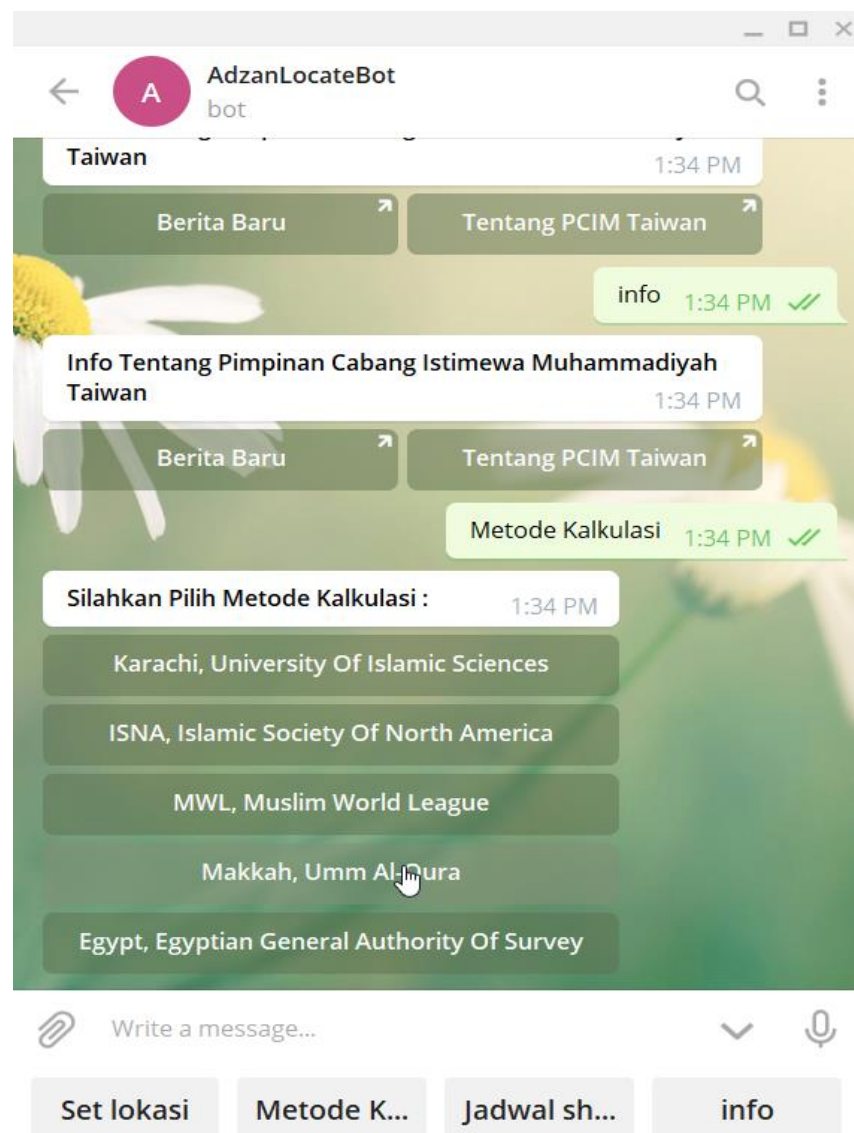 A
AdzanLocateBot
bot
Taiwan
1:34 PM
Berita Baru
Tentang PCIM Taiwan
info 1:34 PM
Info Tentang Pimpinan Cabang Istimewa Muhammadiyah
Taiwan
1:34 PM
Berita Baru
Tentang PCIM Taiwan
Metode Kalkulasi 1:34 PM
Silahkan Pilih Metode Kalkulasi : 1:34 PM
Karachi, University Of Islamic Sciences
ISNA, Islamic Society Of North America
MWL, Muslim World League
Makkah, Umm Al-Qura
Egypt, Egyptian General Authority Of Survey
Write a message...
Set lokasi
Metode K...
Jadwal sh...
info